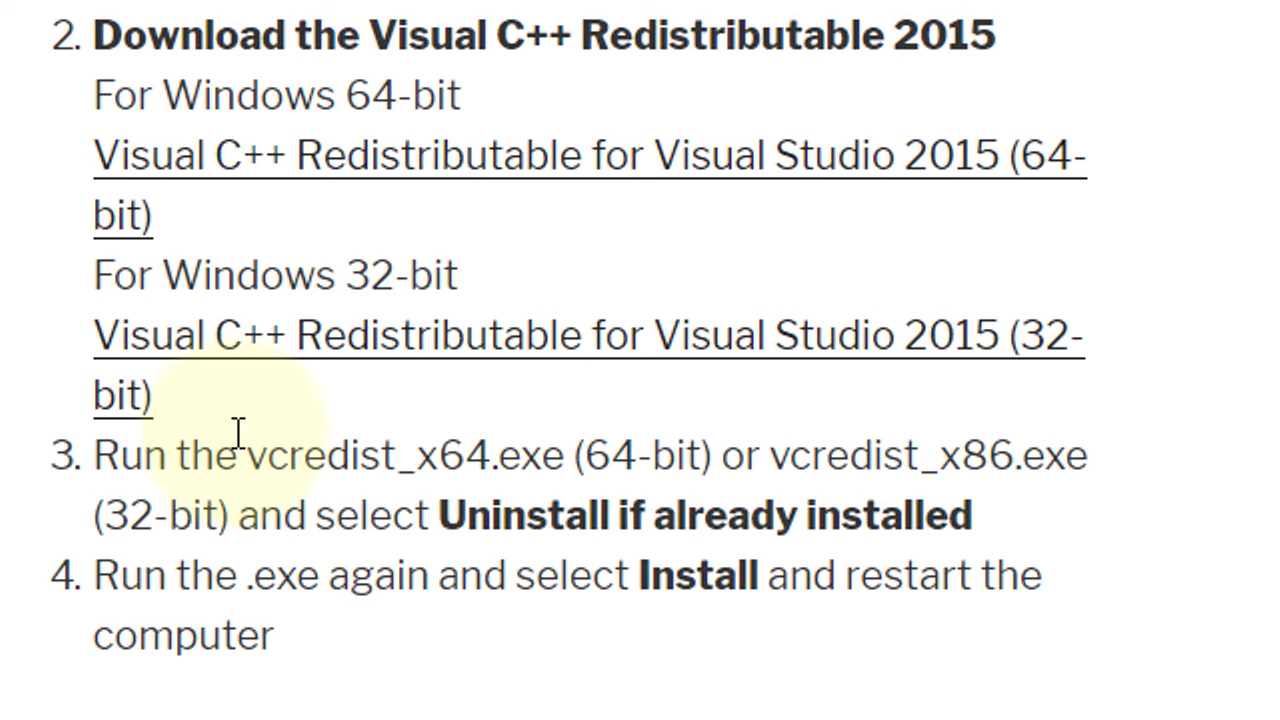 2. Download the Visual C++ Redistributable 2015
For Windows 64-bit
Visual C++ Redistributable for Visual Studio 2015 (64-
bit)
For Windows 32-bit
Visual C++ Redistributable for Visual Studio 2015 (32-
bit)
3. Run the vcredist_x64.exe (64-bit) or vcredist_x86.exe
(32-bit) and select Uninstall if already installed
4. Run the .exe again and select Install and restart the
computer